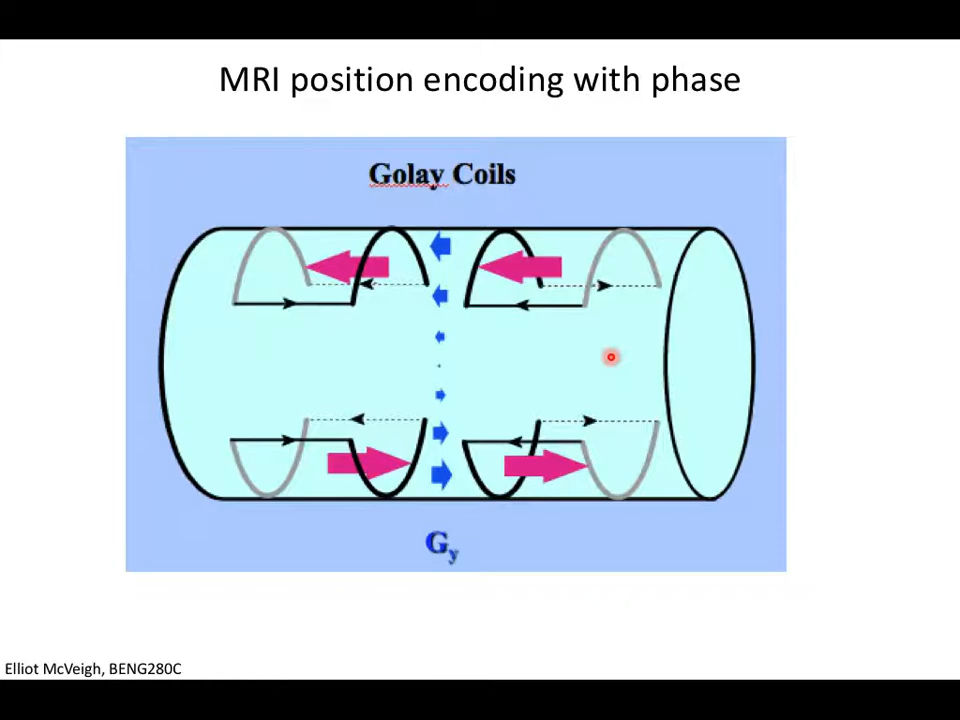 MRI position encoding with phase
Golay Coils
Gy
Elliot McVeigh, BENG280C